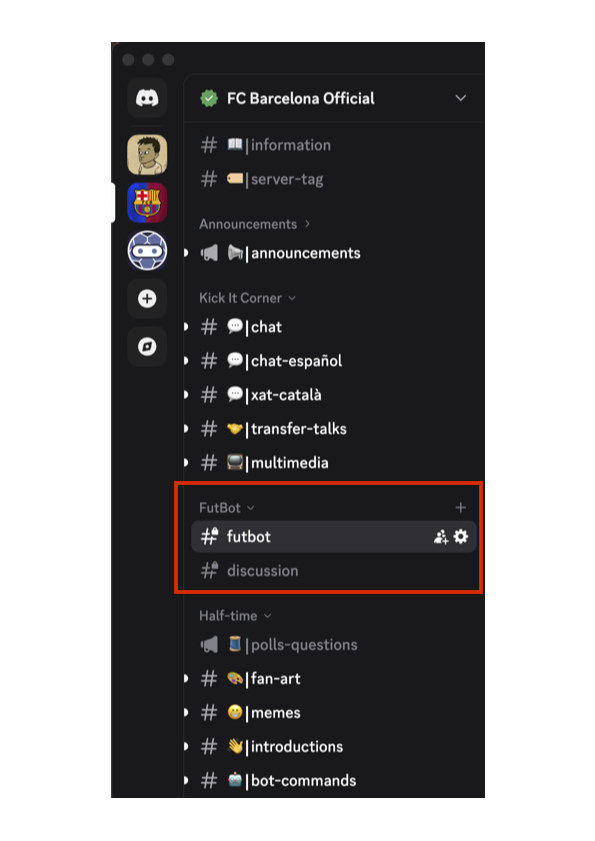 FC Barcelona Official
# 📖|information
# 🏷️|server-tag
Announcements
📢|announcements
Kick It Corner
# 💬|chat
# 💬|chat-español
# 💬|xat-català
# 🤝|transfer-talks
# 📺|multimedia
FutBot +
# futbot
# discussion
Half-time
🧵|polls-questions
# 🎨|fan-art
# 😁|memes
# 👋|introductions
# 🤖|bot-commands